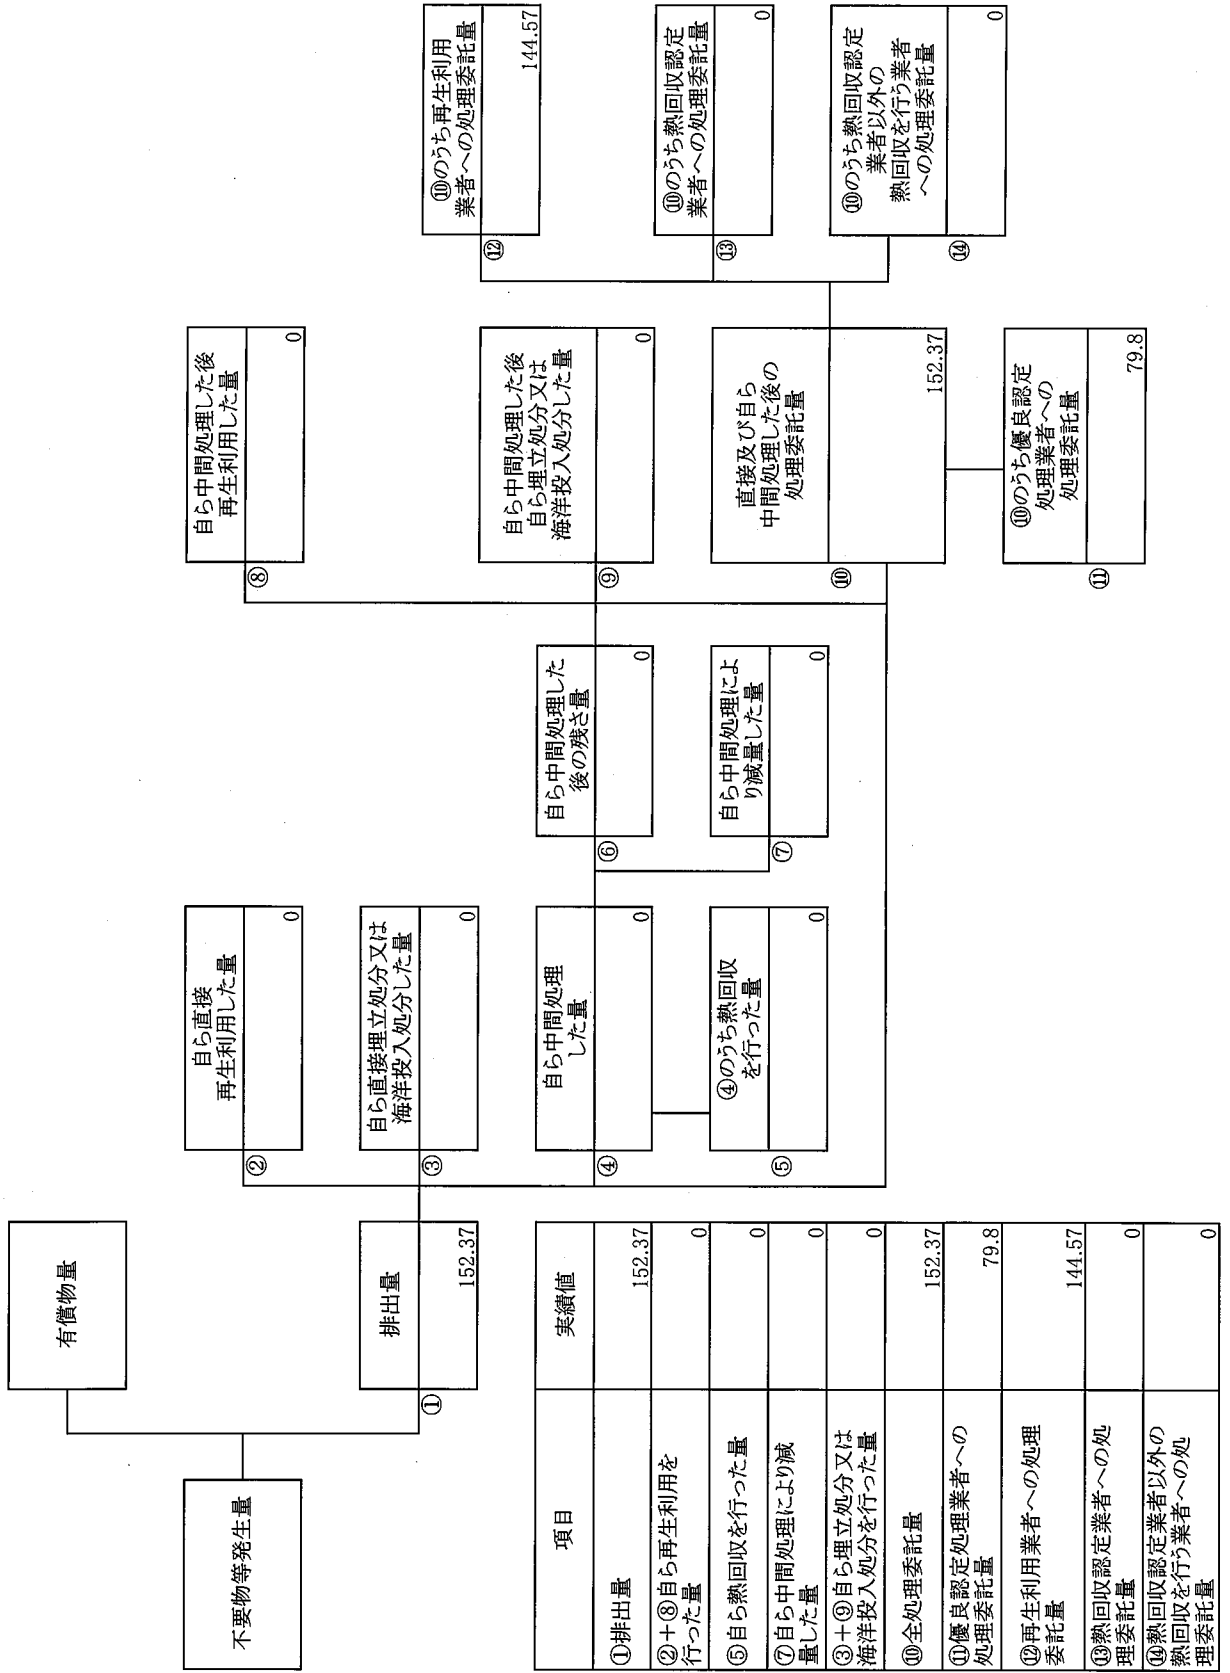 不要物等発生量
有償物量
①
排出量
152.37
②
自ら直接
再生利用した量
0
③
自ら直接埋立処分又は
海洋投入処分した量
0
④
自ら中間処理
した量
0
⑤
④のうち熱回収
を行った量
0
⑥
自ら中間処理した
後の残さ量
0
⑦
自ら中間処理によ
り減量した量
0
⑧
自ら中間処理した後
再生利用した量
0
⑨
自ら中間処理した後
自ら埋立処分又は
海洋投入処分した量
0
⑩
直接及び自ら
中間処理した後の
処理委託量
152.37
⑪
⑩のうち優良認定
処理業者への
処理委託量
79.8
⑫
⑩のうち再生利用
業者への処理委託量
144.57
⑬
⑩のうち熱回収認定
業者への処理委託量
0
⑭
⑩のうち熱回収認定
業者以外の
熱回収を行う業者
への処理委託量
0
項目 実績値
①排出量 152.37
②+⑧自ら再生利用を
行った量 0
⑤自ら熱回収を行った量 0
⑦自ら中間処理により減
量した量 0
③+⑨自ら埋立処分又は
海洋投入処分を行った量 0
⑩全処理委託量 152.37
⑪優良認定処理業者への
処理委託量 79.8
⑫再生利用業者への処理
委託量 144.57
⑬熱回収認定業者への処
理委託量 0
⑭熱回収認定業者以外の
熱回収を行う業者への処
理委託量 0